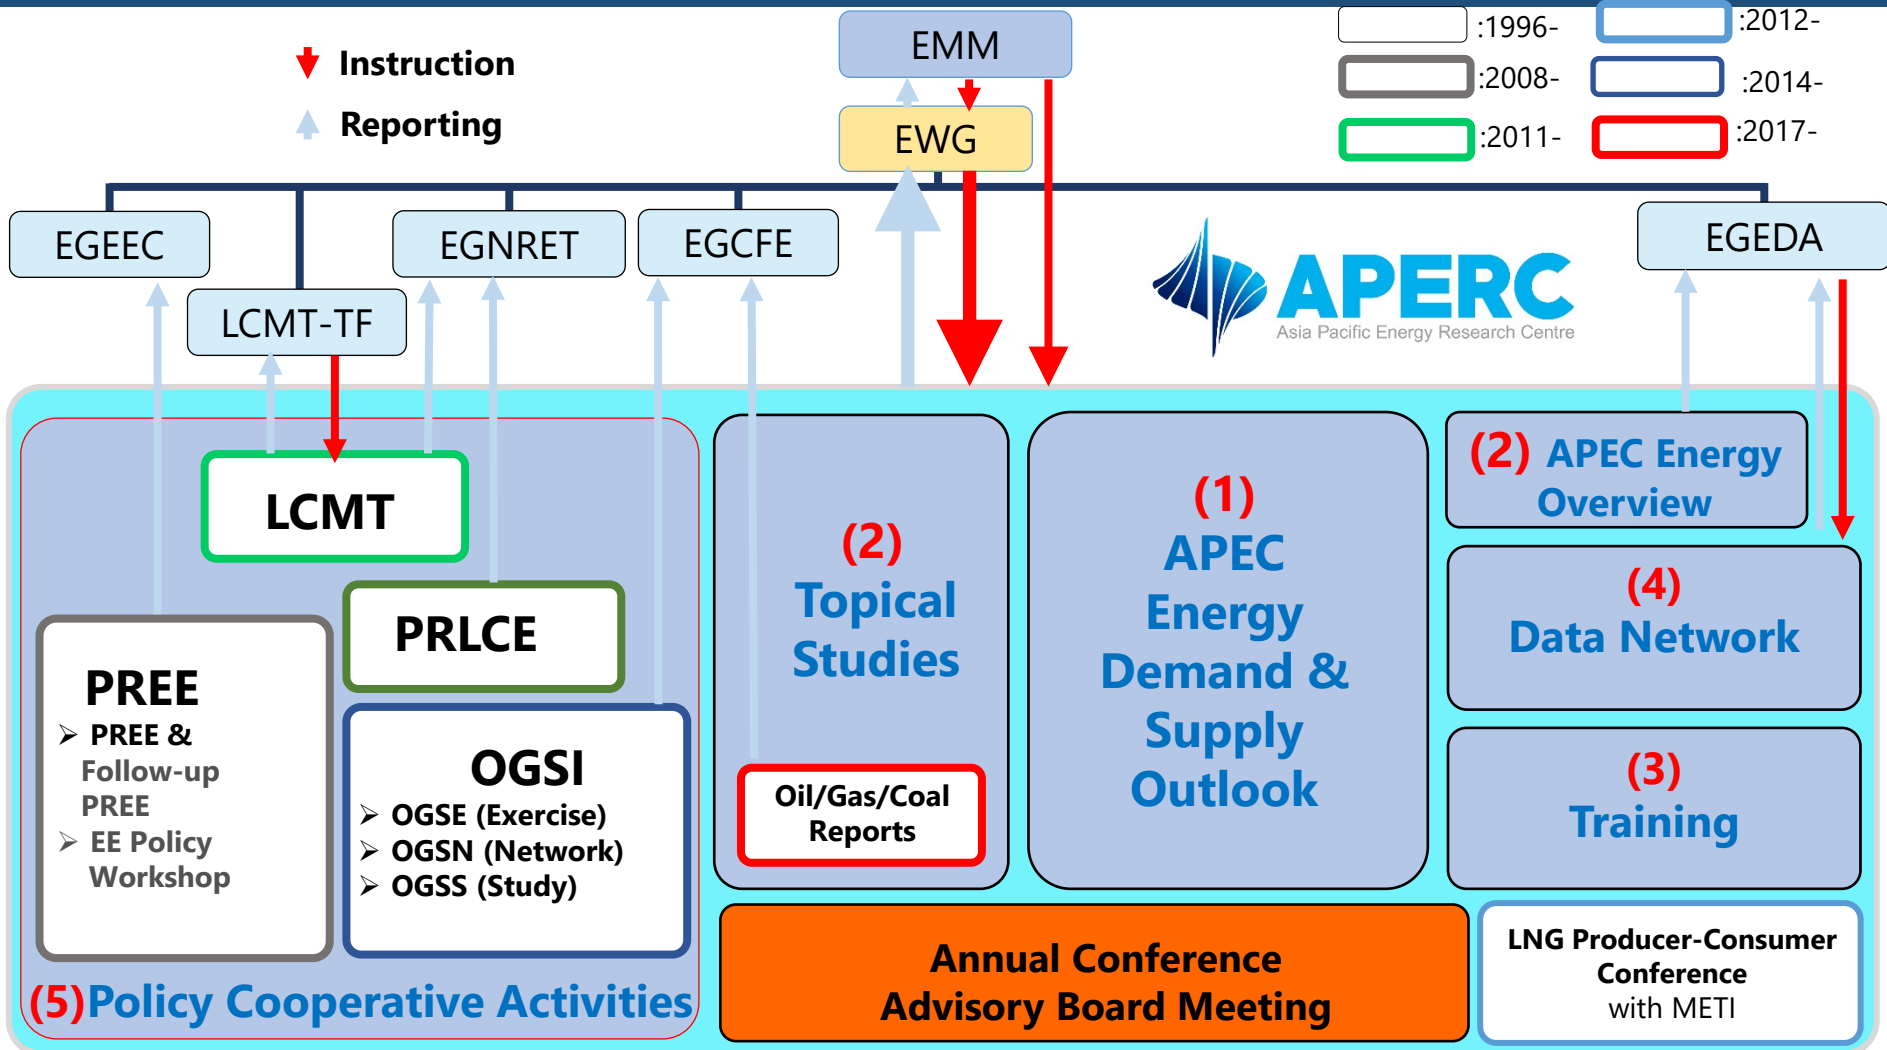 Instruction
Reporting
EMM
EWG
:1996-
:2012-
:2008-
:2014-
:2011-
:2017-
EGEEC
LCMT-TF
EGNRET
EGCFE
APERC
Asia Pacific Energy Research Centre
EGEDA
LCMT
PRLCE
PREE
➢ PREE &
Follow-up
PREE
➢ EE Policy
Workshop
OGSI
➢ OGSE (Exercise)
➢ OGSN (Network)
➢ OGSS (Study)
(5)Policy Cooperative Activities
(2)
Topical
Studies
Oil/Gas/Coal
Reports
(1)
APEC
Energy
Demand &
Supply
Outlook
(2) APEC Energy
Overview
(4)
Data Network
(3)
Training
Annual Conference
Advisory Board Meeting
LNG Producer-Consumer
Conference
with METI